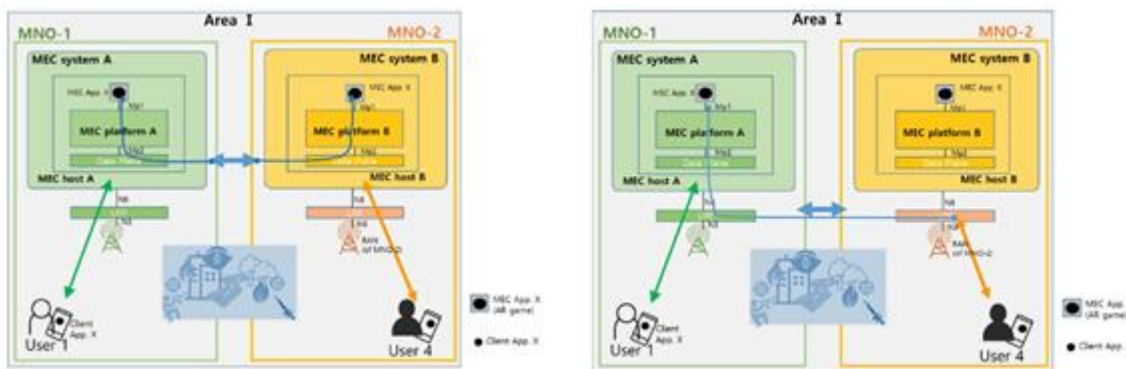 Area I
MNO-1
MNO-2
MEC system A
MEC system B
MEC App. X
MEC App. X
Mp1
Mp1
MEC platform A
MEC platform B
Mp2
Mp2
Data Plane
MEC host A
MEC host B
N6
N6
N3
RAN
of MNO-2
Client
App. X
User 1
User 4
MEC App. X
(AR game)
Client App. X
Area I
MNO-1
MNO-2
MEC system A
MEC system B
MEC App. X
MEC App. X
Mp1
Mp1
MEC platform A
MEC platform B
Mp2
Mp2
Data Plane
MEC host A
MEC host B
N6
N3
RAN
of MNO-2
Client
App. X
User 1
User 4
MEC App. X
(AR game)
Client App.